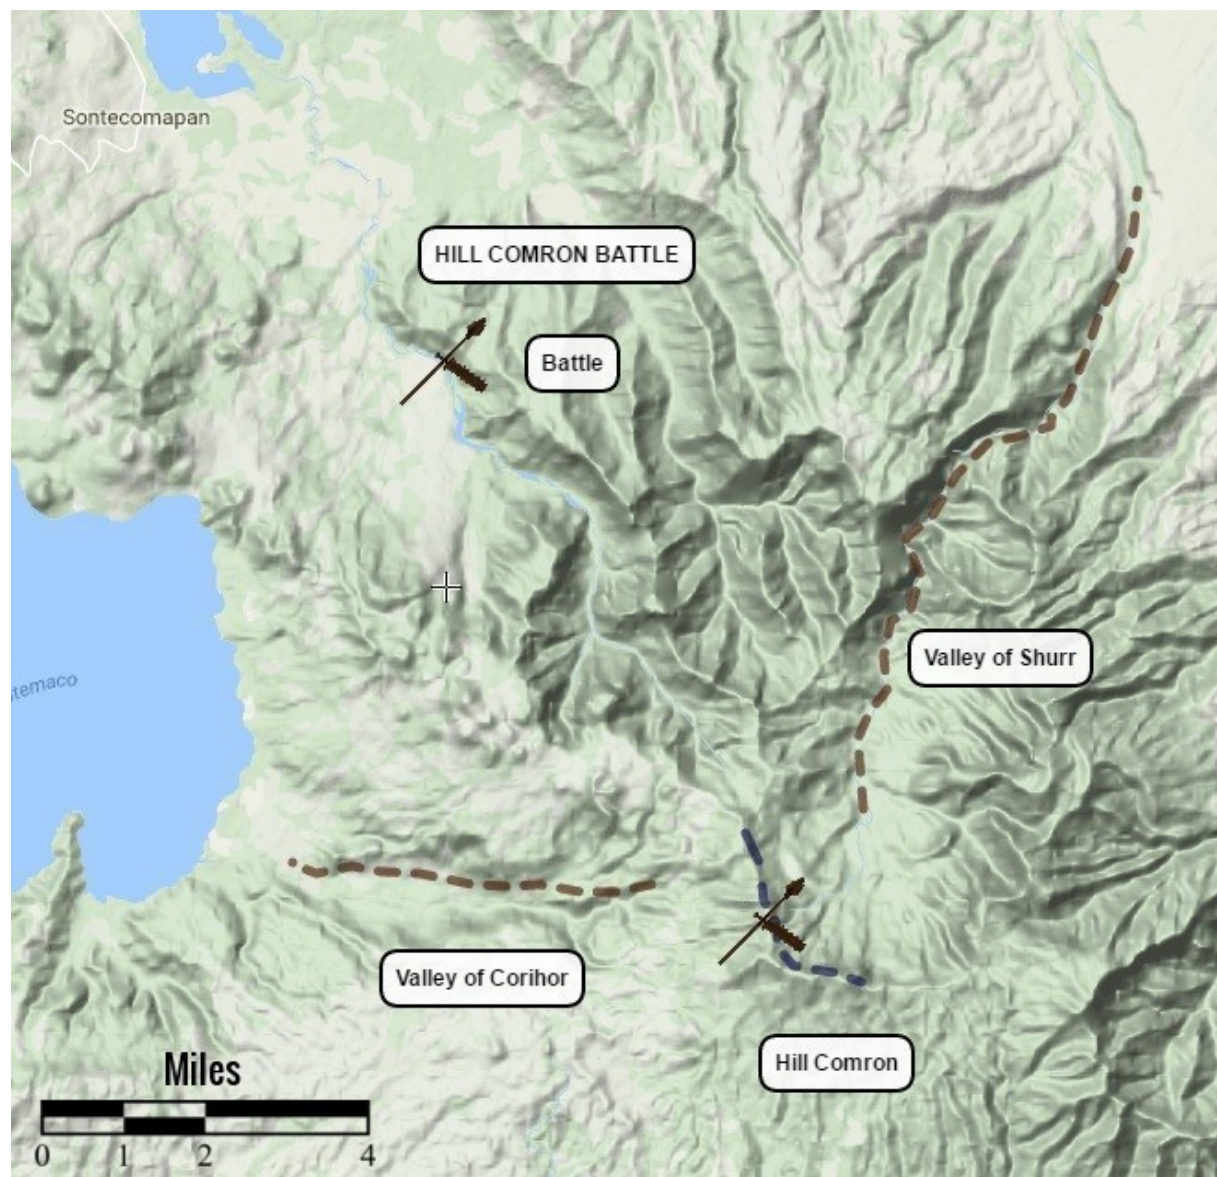 Sontecomapan
HILL COMRON BATTLE
Battle
Valley of Shurr
temaco
Valley of Corihor
Hill Comron
Miles
0 1 2 4